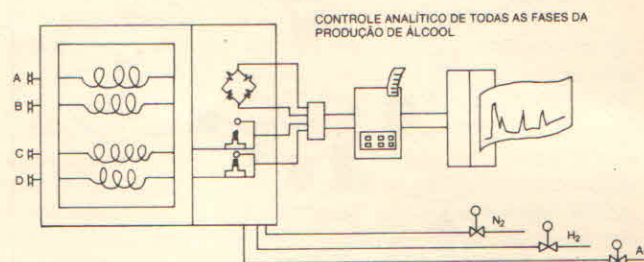 CONTROLE ANALÍTICO DE TODAS AS FASES DA
PRODUÇÃO DE ÁLCOOL
A
B
C
D
N2
H2